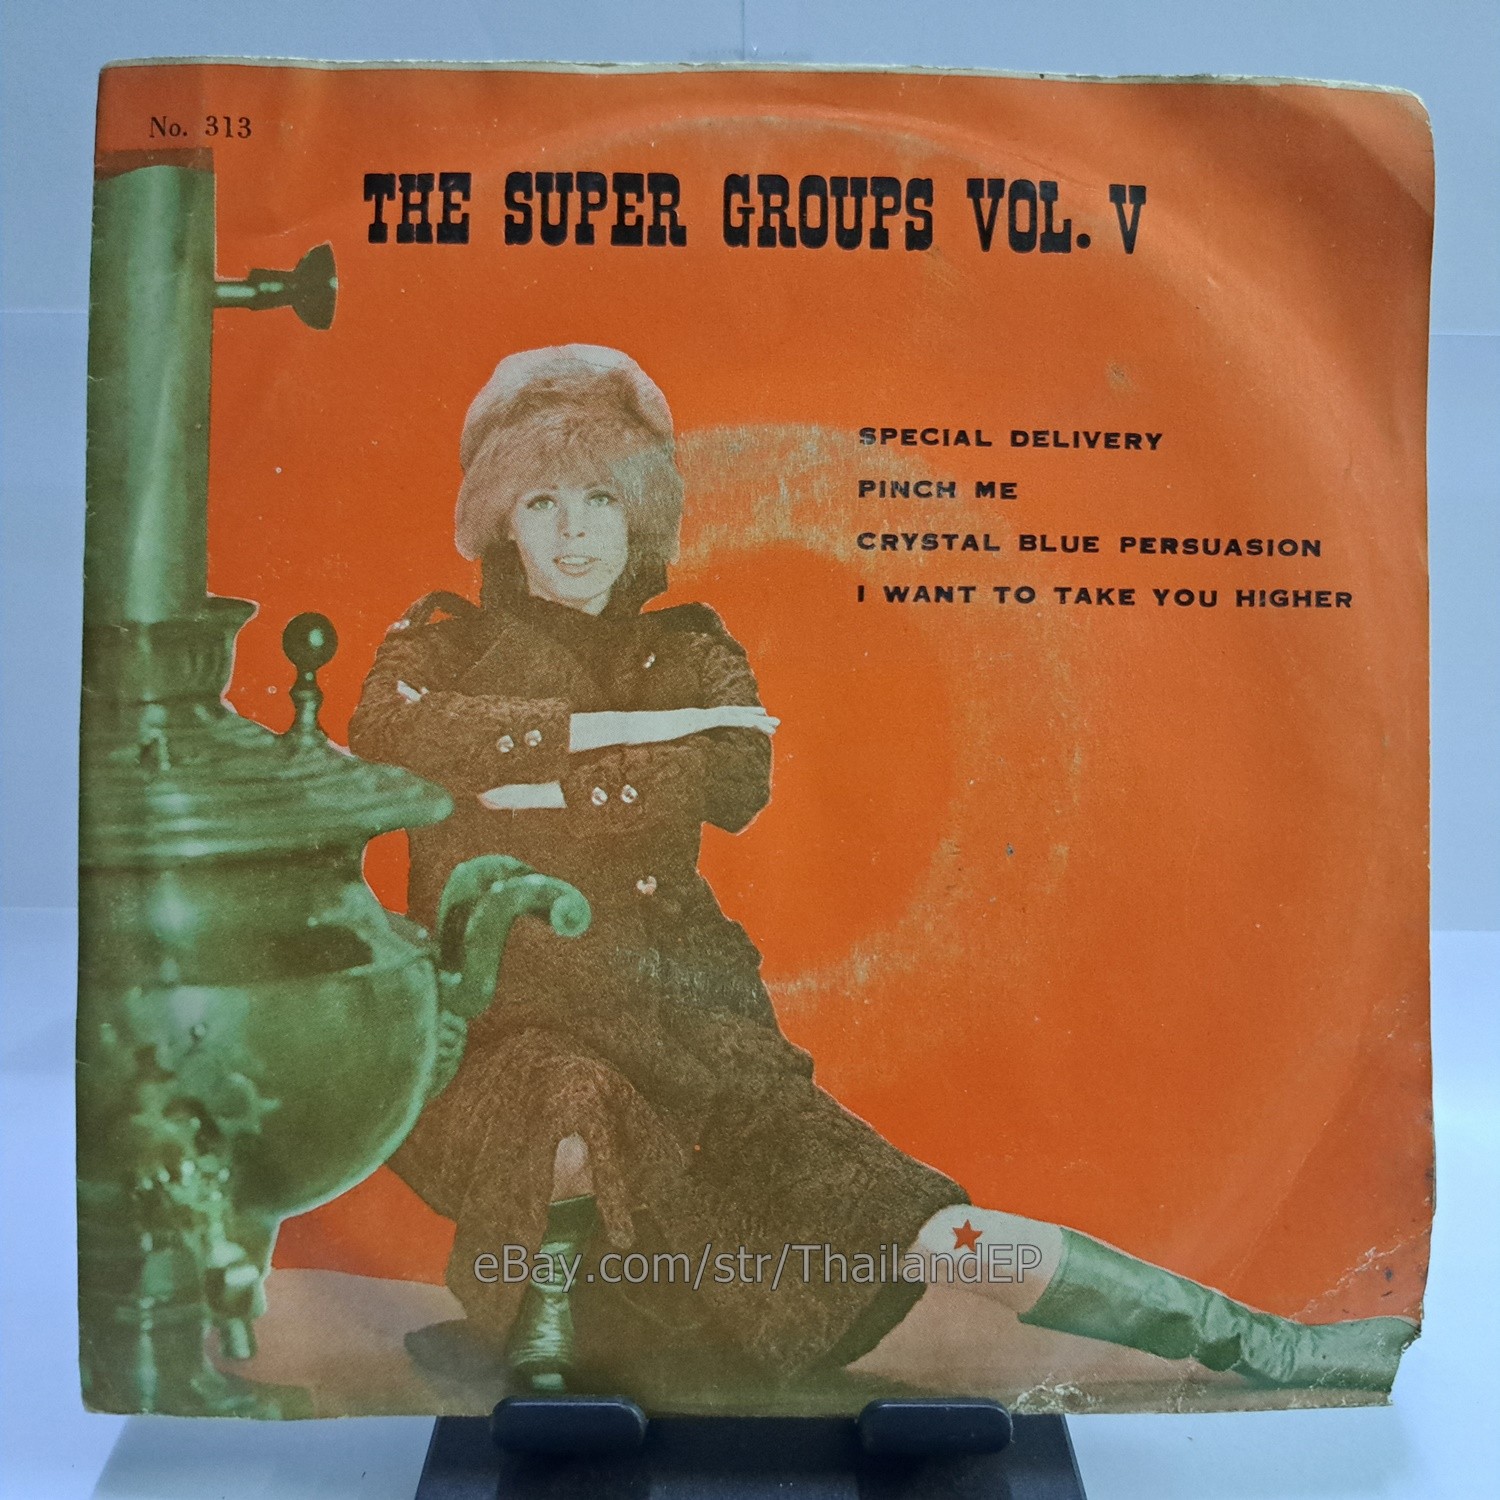 No. 313
THE SUPER GROUPS VOL. V
SPECIAL DELIVERY
PINCH ME
CRYSTAL BLUE PERSUASION
I WANT TO TAKE YOU HIGHER
eBay.com/str/ThailandEP